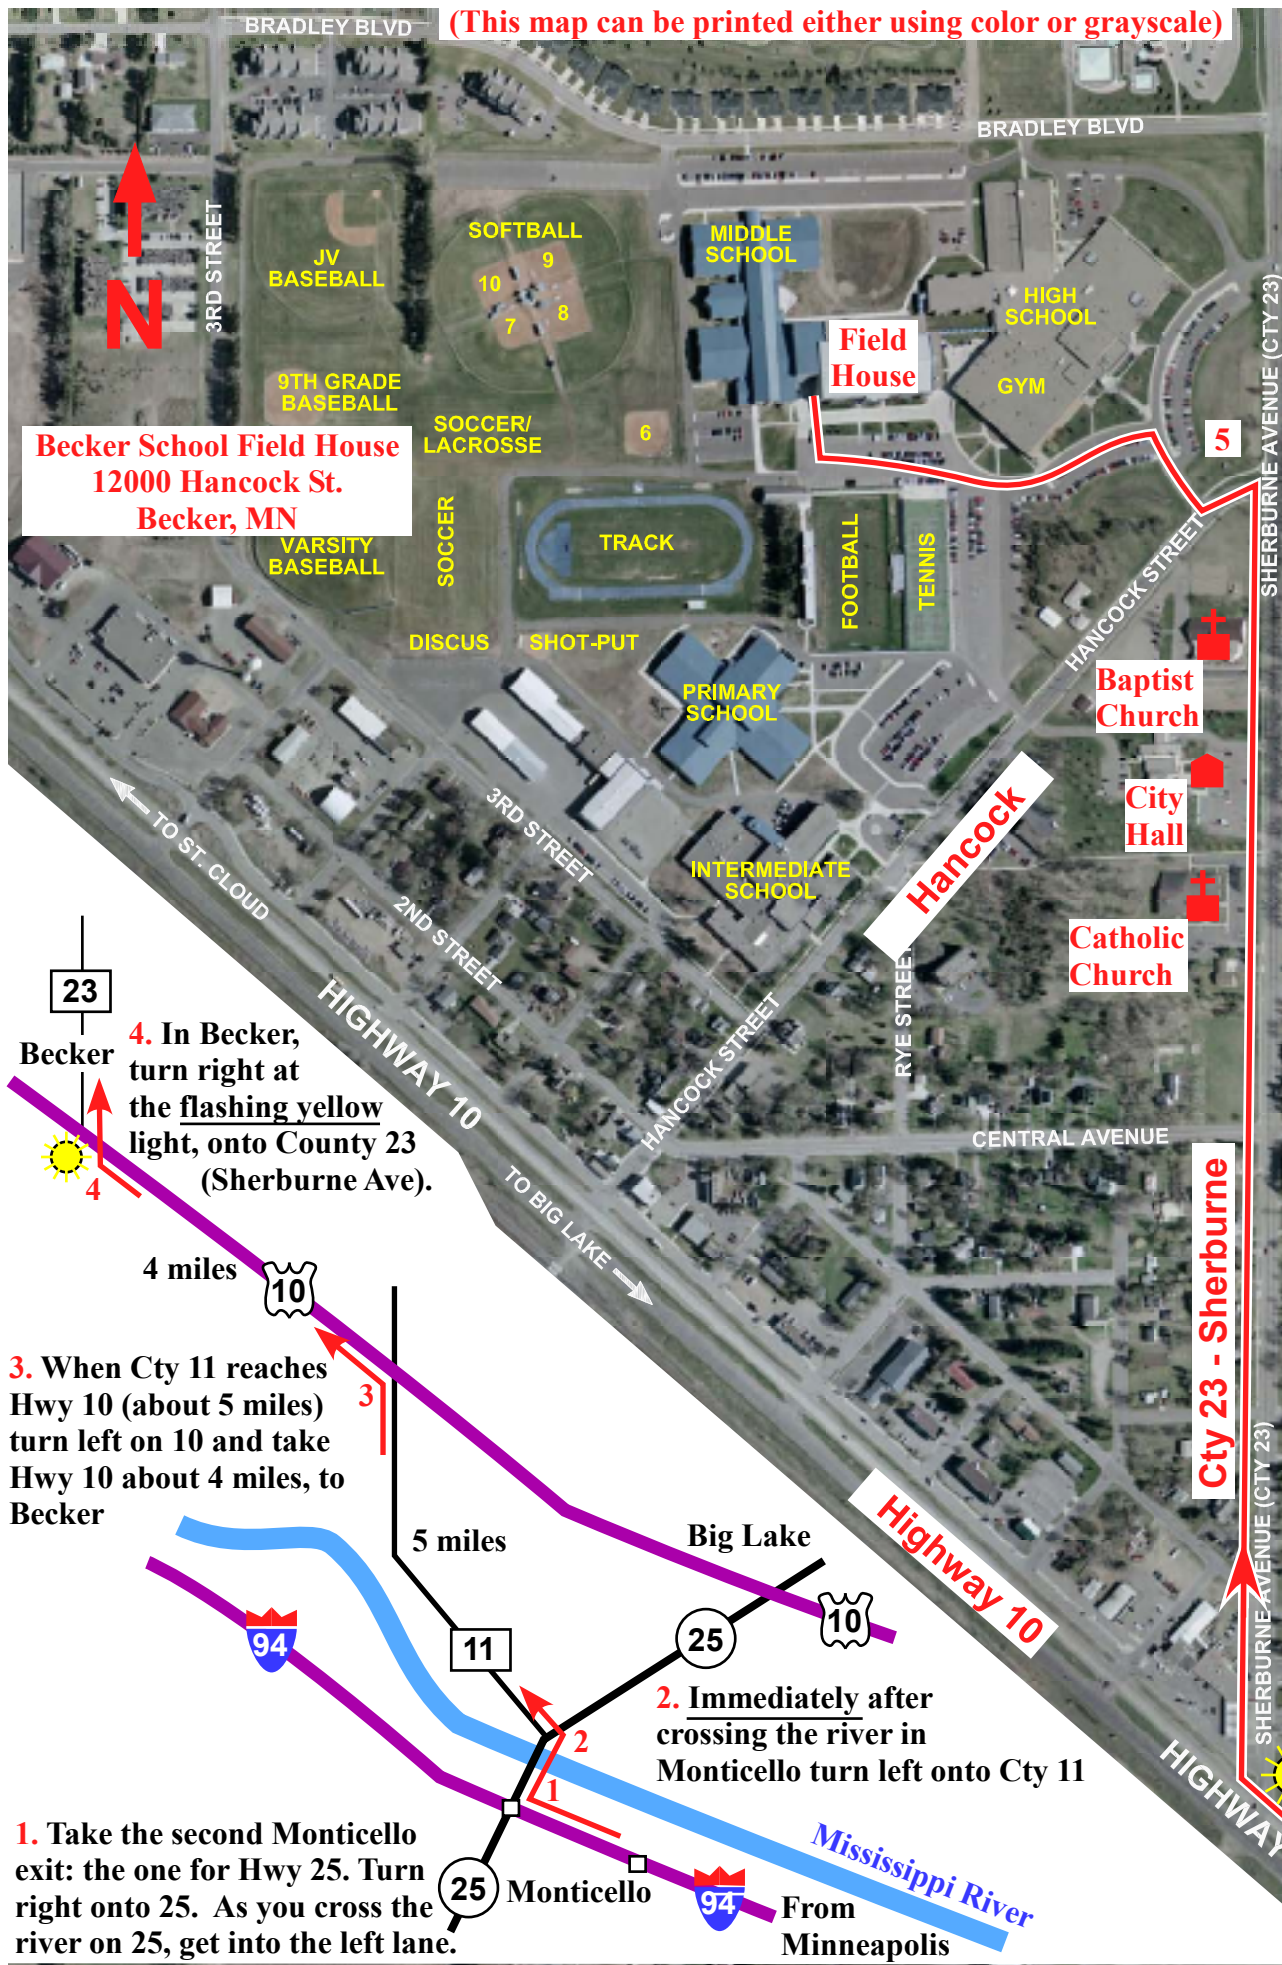 BRADLEY BLVD
(This map can be printed either using color or grayscale)
BRADLEY BLVD
N
3RD STREET
JV
BASEBALL
SOFTBALL
9
10
8
7
MIDDLE
SCHOOL
HIGH
SCHOOL
GYM
Field
House
SHERBURNE AVENUE (CTY 23)
9TH GRADE
BASEBALL
SOCCER/
LACROSSE
6
5
Becker School Field House
12000 Hancock St.
Becker, MN
VARSITY
BASEBALL
SOCCER
TRACK
FOOTBALL
TENNIS
HANCOCK STREET
DISCUS
SHOT-PUT
PRIMARY
SCHOOL
Baptist
Church
City
Hall
Hancock
TO ST. CLOUD
3RD STREET
2ND STREET
INTERMEDIATE
SCHOOL
Catholic
Church
RYE STREET
HIGHWAY 10
HANCOCK STREET
CENTRAL AVENUE
TO BIG LAKE
Cty 23 - Sherburne
SHERBURNE AVENUE (CTY 23)
Highway 10
HIGHWAY
23
Becker
4. In Becker,
turn right at
the flashing yellow
light, onto County 23
(Sherburne Ave).
4
4 miles
10
3. When Cty 11 reaches
Hwy 10 (about 5 miles)
turn left on 10 and take
Hwy 10 about 4 miles, to
Becker
3
5 miles
Big Lake
94
11
25
10
2. Immediately after
crossing the river in
Monticello turn left onto Cty 11
2
1
1. Take the second Monticello
exit: the one for Hwy 25. Turn
right onto 25. As you cross the
river on 25, get into the left lane.
25
Monticello
94
From
Minneapolis
Mississippi River